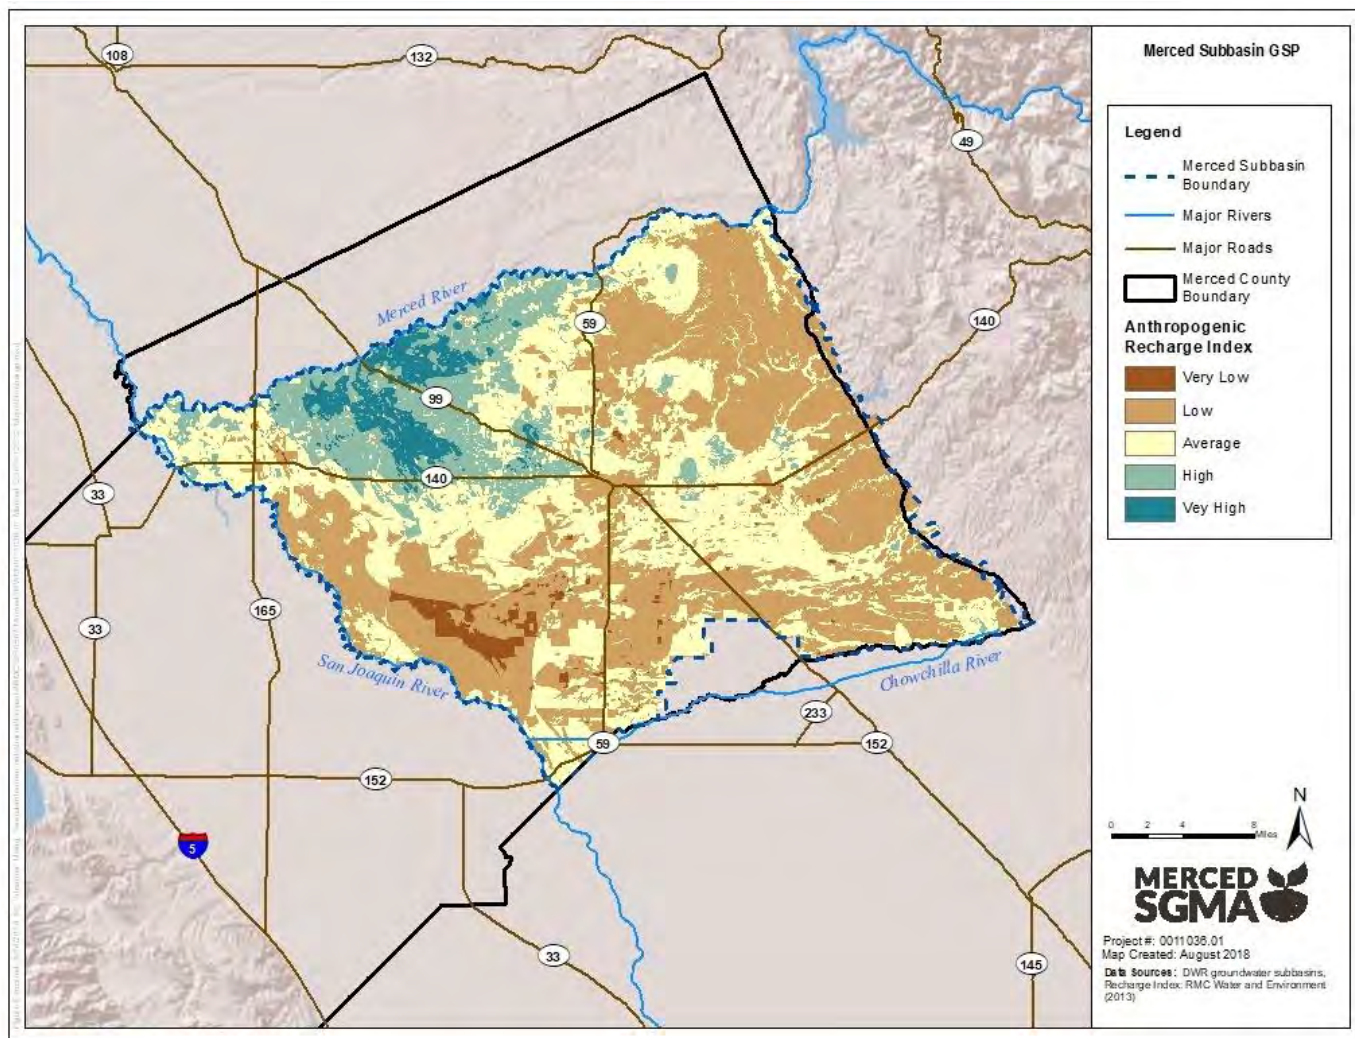 Merced Subbasin GSP
Legend
Merced Subbasin
Boundary
Major Rivers
Major Roads
Merced County
Boundary
Anthropogenic
Recharge Index
Very Low
Low
Average
High
Vey High
108
132
49
Merced River
59
140
99
140
33
165
33
San Joaquin River
Chowchilla River
233
59
152
152
5
33
145
N
0 2 4 8
Miles
MERCED
SGMA
Project #: 0011036.01
Map Created: August 2018
Data Sources: DWR groundwater subbasins,
Recharge Index: RMC Water and Environment
(2013)